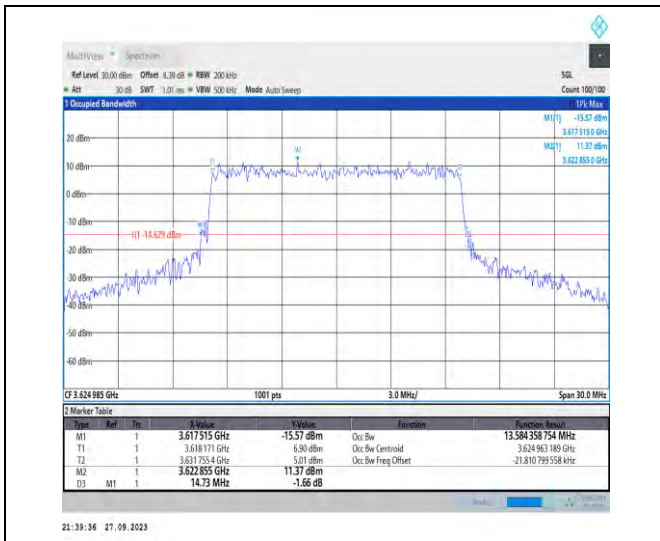 MultiView Spectrum
Ref Level 30.00 dBm Offset 8.39 dB RBW 200 kHz SGL
Att 30 dB SWT 1.01 ms VBW 500 kHz Mode Auto Sweep Count 100/100
1 Occupied Bandwidth 1Pk Max
M1[1] -15.57 dBm
3.617 515 0 GHz
M2[1] 11.37 dBm
3.622 855 0 GHz
20 dBm
M2
10 dBm
T1
0 dBm
-10 dBm
H1 -14.629 dBm
-20 dBm
-30 dBm
-40 dBm
-50 dBm
-60 dBm
CF 3.624 985 GHz 1001 pts 3.0 MHz/ Span 30.0 MHz
2 Marker Table
Type Ref Trc X-Value Y-Value Function Function Result
M1 1 3.617 515 GHz -15.57 dBm Occ Bw 13.584 358 754 MHz
T1 1 3.618 171 GHz 6.90 dBm Occ Bw Centroid 3.624 963 189 GHz
T2 1 3.631 755 4 GHz 5.01 dBm Occ Bw Freq Offset -21.810 799 558 kHz
M2 1 3.622 855 GHz 11.37 dBm
D3 M1 1 14.73 MHz -1.66 dB
21:39:36 27.09.2023